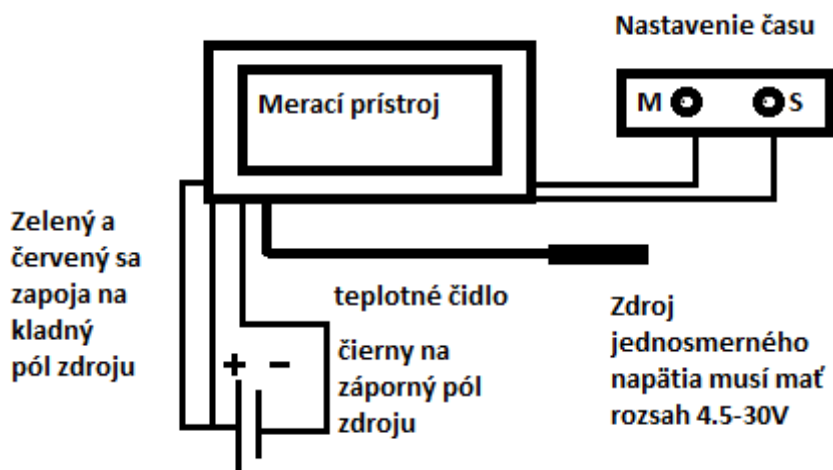 Nastavenie času
Merací prístroj
M S
Zelený a
červený sa
zapoja na
kladný
pól zdroju
teplotné čidlo
+ −
čierny na
záporný pól
zdroju
Zdroj
jednosmerného
napätia musí mať
rozsah 4.5-30V